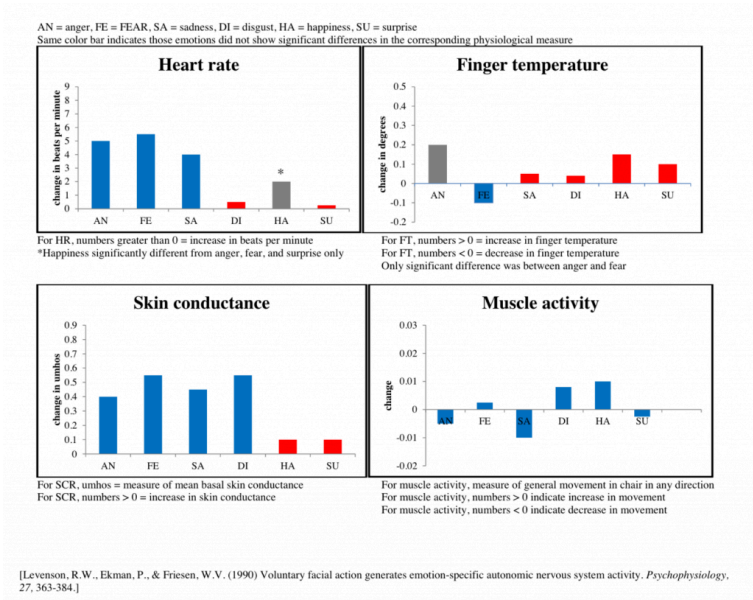 AN = anger, FE = FEAR, SA = sadness, DI = disgust, HA = happiness, SU = surprise
Same color bar indicates those emotions did not show significant differences in the corresponding physiological measure
Heart rate
change in beats per minute
9
8
7
6
5
4
3
2
1
0
*
AN FE SA DI HA SU
For HR, numbers greater than 0 = increase in beats per minute
*Happiness significantly different from anger, fear, and surprise only
Finger temperature
change in degrees
0.5
0.4
0.3
0.2
0.1
0
-0.1
-0.2
AN FE SA DI HA SU
For FT, numbers > 0 = increase in finger temperature
For FT, numbers < 0 = decrease in finger temperature
Only significant difference was between anger and fear
Skin conductance
change in umhos
0.9
0.8
0.7
0.6
0.5
0.4
0.3
0.2
0.1
0
AN FE SA DI HA SU
For SCR, umhos = measure of mean basal skin conductance
For SCR, numbers > 0 = increase in skin conductance
Muscle activity
change
0.03
0.02
0.01
0
-0.01
-0.02
AN FE SA DI HA SU
For muscle activity, measure of general movement in chair in any direction
For muscle activity, numbers > 0 indicate increase in movement
For muscle activity, numbers < 0 indicate decrease in movement
[Levenson, R.W., Ekman, P., & Friesen, W.V. (1990) Voluntary facial action generates emotion-specific autonomic nervous system activity. Psychophysiology,
27, 363-384.]